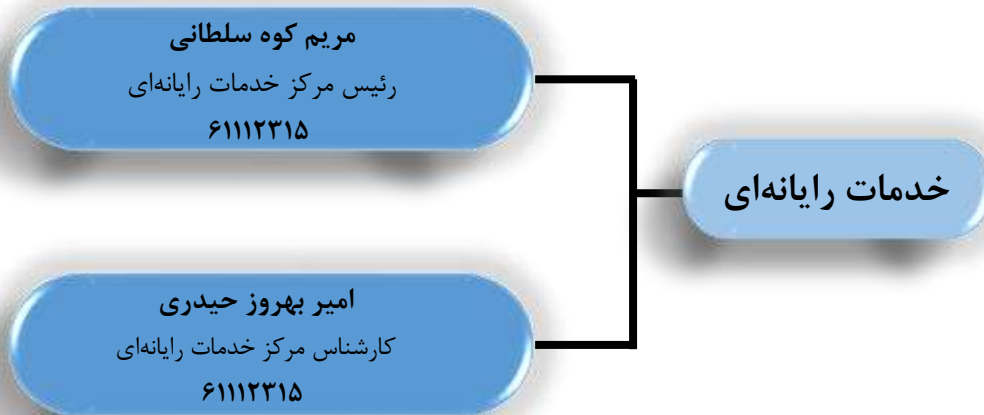 خدمات رایانه‌ای
مریم کوه سلطانی
رئیس مرکز خدمات رایانه‌ای
۶۱۱۱۲۳۱۵
امیر بهروز حیدری
کارشناس مرکز خدمات رایانه‌ای
۶۱۱۱۲۳۱۵